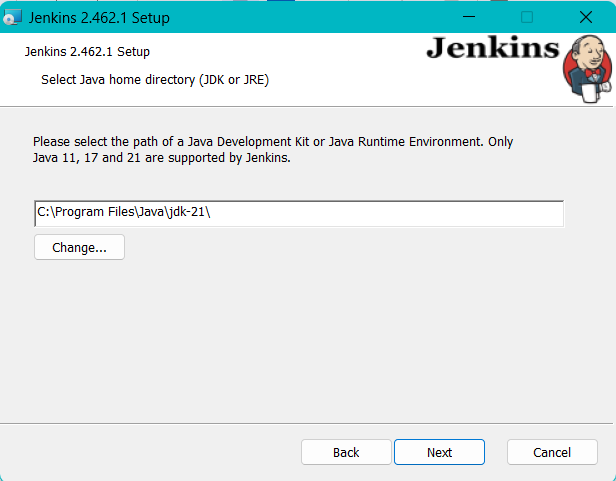 Jenkins 2.462.1 Setup
Jenkins 2.462.1 Setup
Jenkins
Select Java home directory (JDK or JRE)
Please select the path of a Java Development Kit or Java Runtime Environment. Only
Java 11, 17 and 21 are supported by Jenkins.
C:\Program Files\Java\jdk-21\
Change...
Back
Next
Cancel